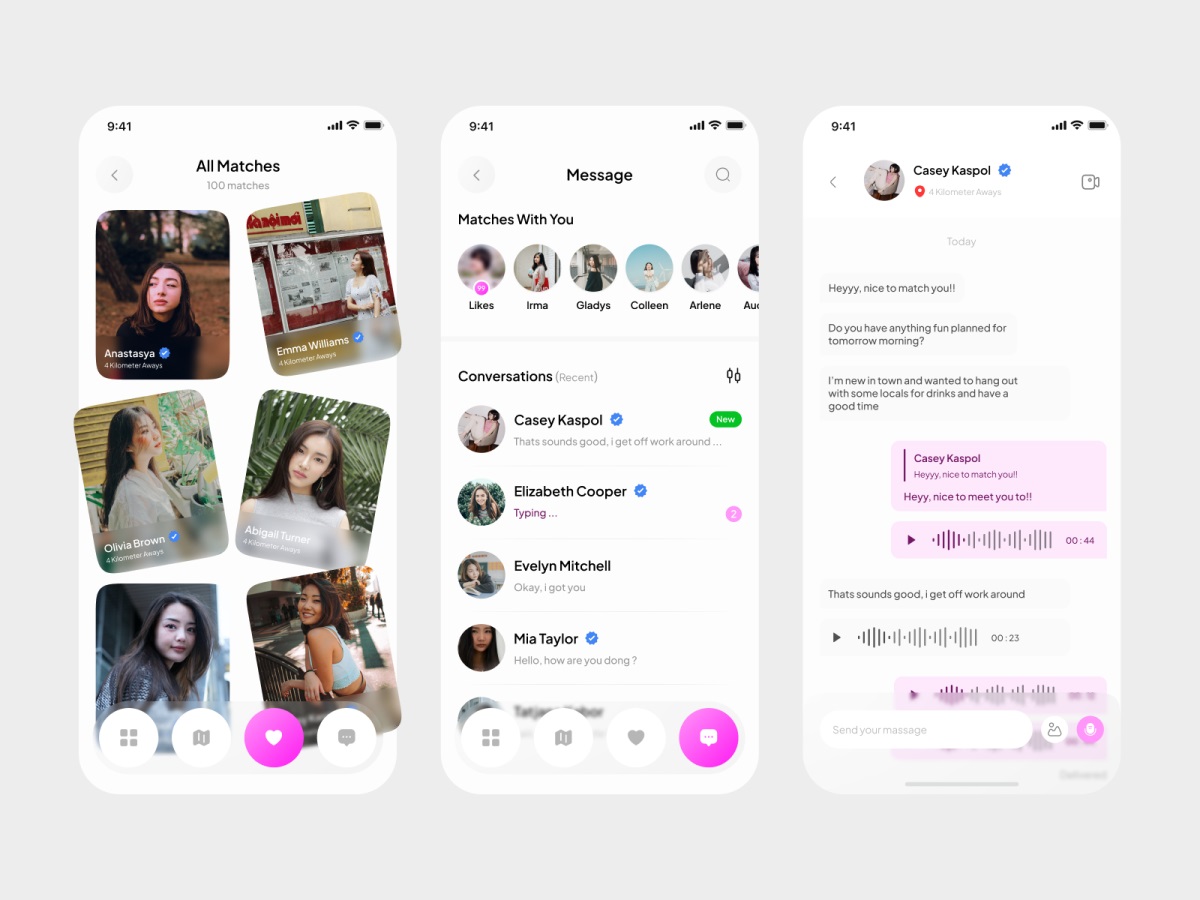 9:41
All Matches
100 matches
Hà nội mới
Anastasya
4 Kilometer Aways
Emma Williams
4 Kilometer Aways
Olivia Brown
4 Kilometer Aways
Abigail Turner
4 Kilometer Aways
9:41
Message
Matches With You
99
Likes
Irma
Gladys
Colleen
Arlene
Conversations (Recent)
Casey Kaspol
New
Thats sounds good, i get off work around ...
Elizabeth Cooper
Typing ...
2
Evelyn Mitchell
Okay, i got you
Mia Taylor
Hello, how are you dong ?
9:41
Casey Kaspol
4 Kilometer Aways
Today
Heyyy, nice to match you!!
Do you have anything fun planned for
tomorrow morning?
I'm new in town and wanted to hang out
with some locals for drinks and have a
good time
Casey Kaspol
Heyyy, nice to match you!!
Heyy, nice to meet you to!!
00 : 44
Thats sounds good, i get off work around
00 : 23
Send your massage
Delivered